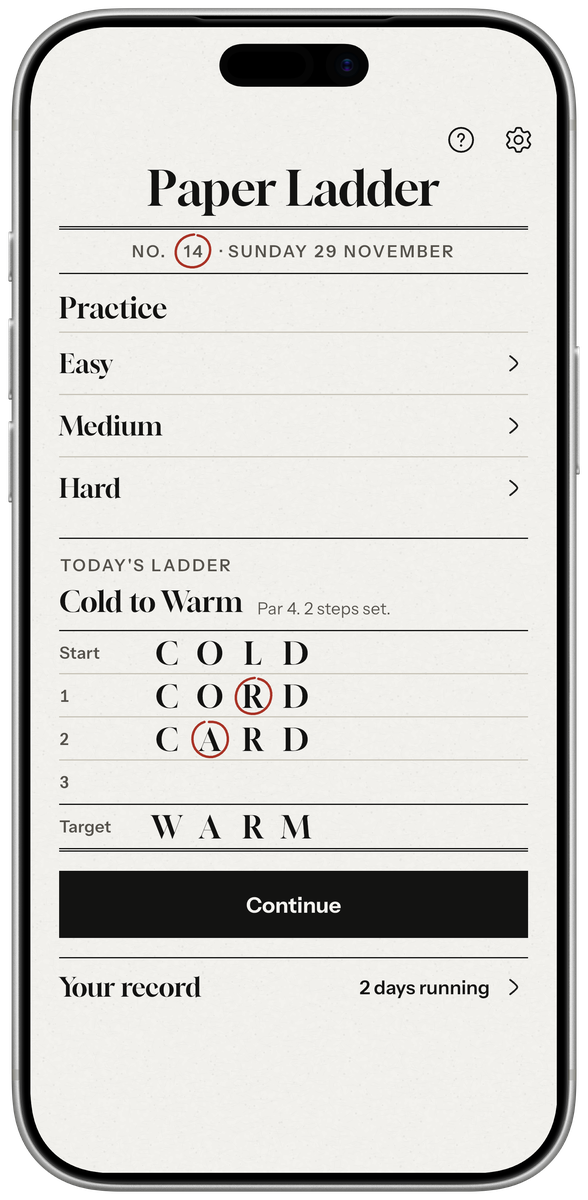 Paper Ladder
NO. 14 · SUNDAY 29 NOVEMBER
Practice
Easy
Medium
Hard
TODAY'S LADDER
Cold to Warm Par 4. 2 steps set.
Start C O L D
1 C O R D
2 C A R D
3
Target W A R M
Continue
Your record 2 days running